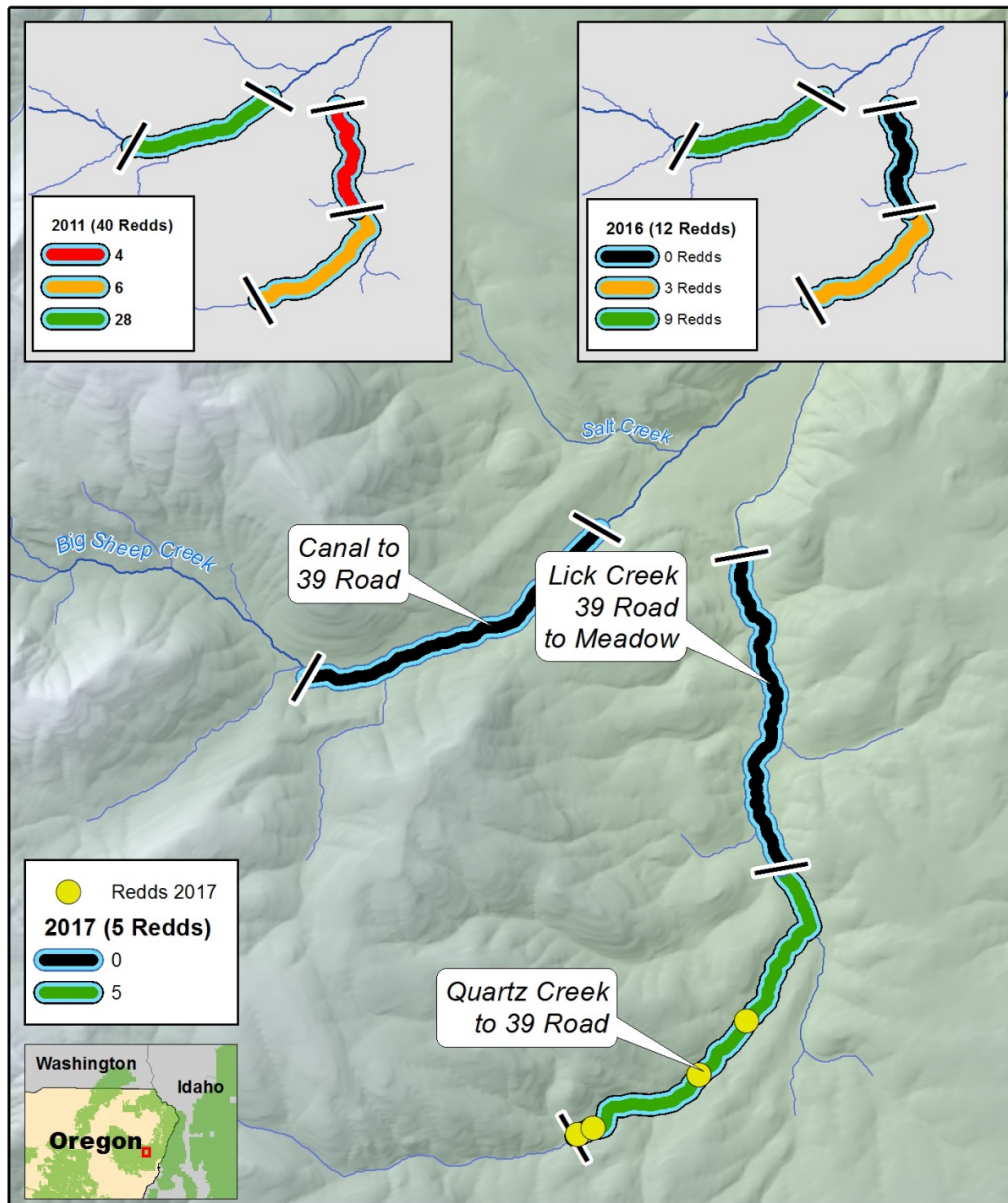 2011 (40 Redds)
4
6
28
2016 (12 Redds)
0 Redds
3 Redds
9 Redds
Salt Creek
Big Sheep Creek
Canal to
39 Road
Lick Creek
39 Road
to Meadow
Redds 2017
2017 (5 Redds)
0
5
Quartz Creek
to 39 Road
Washington
Idaho
Oregon